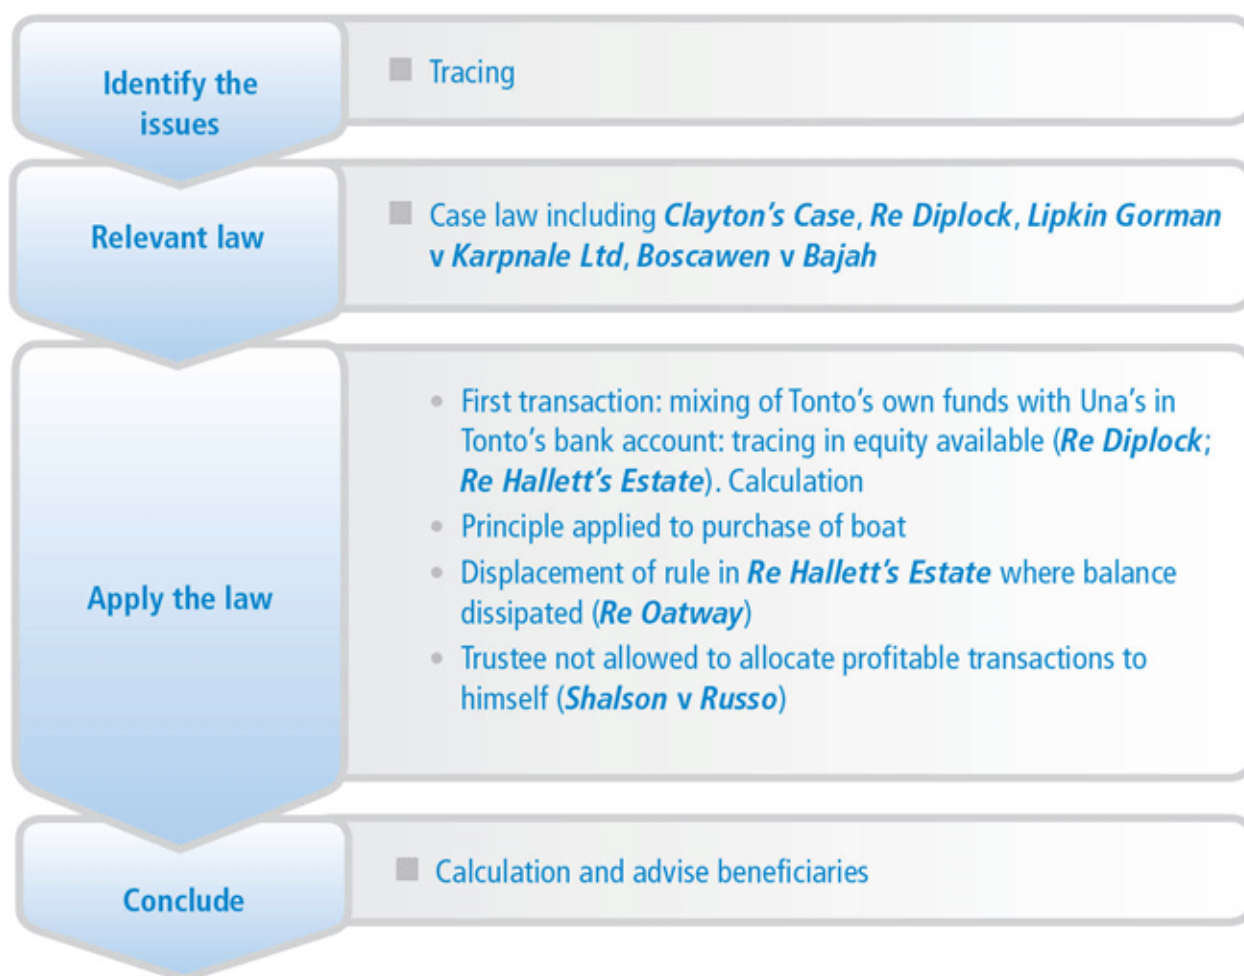 Identify the
issues
■ Tracing
Relevant law
■ Case law including Clayton's Case, Re Diplock, Lipkin Gorman
v Karpnale Ltd, Boscawen v Bajah
Apply the law
• First transaction: mixing of Tonto's own funds with Una's in
Tonto's bank account: tracing in equity available (Re Diplock;
Re Hallett's Estate). Calculation
• Principle applied to purchase of boat
• Displacement of rule in Re Hallett's Estate where balance
dissipated (Re Oatway)
• Trustee not allowed to allocate profitable transactions to
himself (Shalson v Russo)
Conclude
■ Calculation and advise beneficiaries